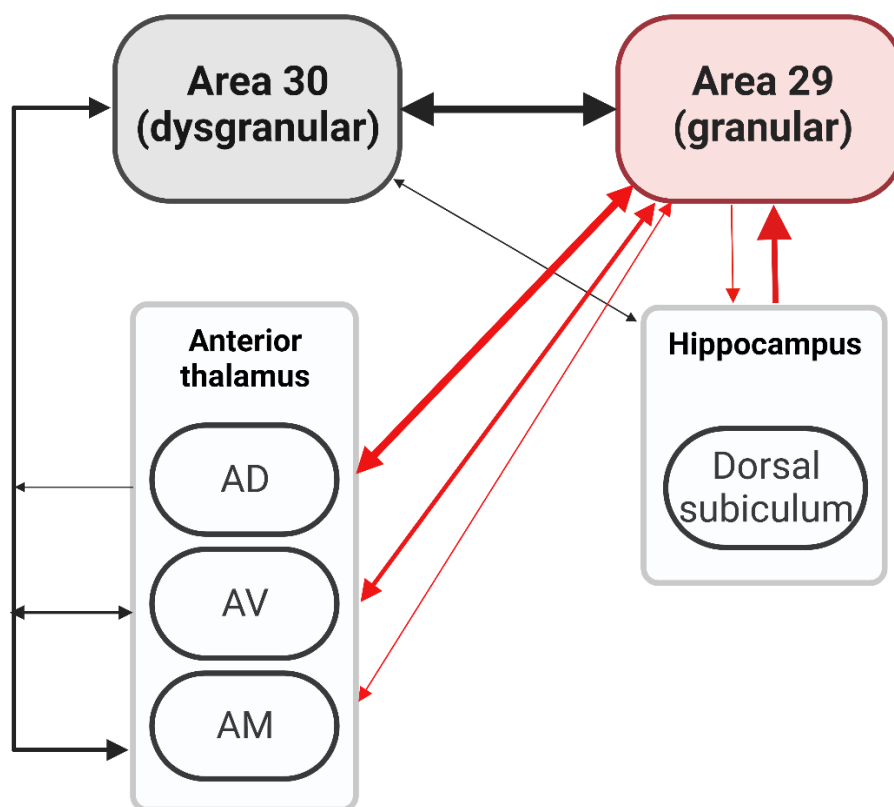 Area 30
(dysgranular)
Area 29
(granular)
Anterior
thalamus
AD
AV
AM
Hippocampus
Dorsal
subiculum